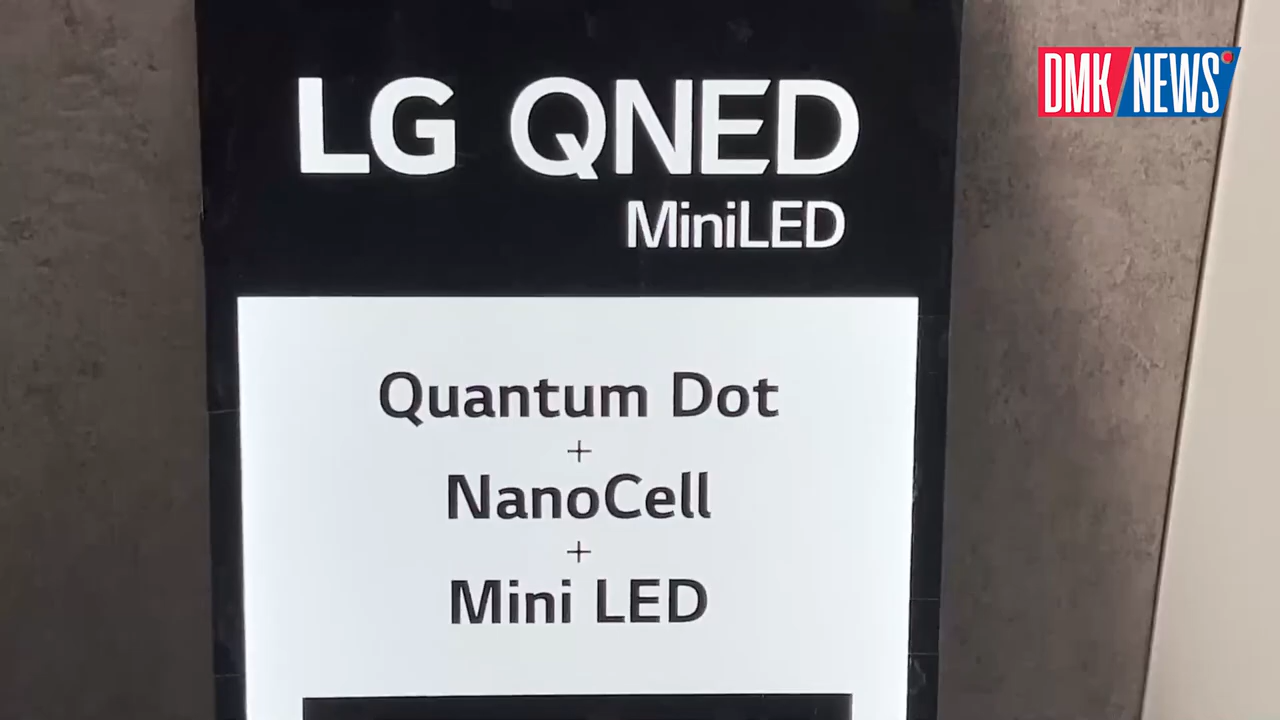 LG QNED
MiniLED
Quantum Dot
+
NanoCell
+
Mini LED
DMK NEWS